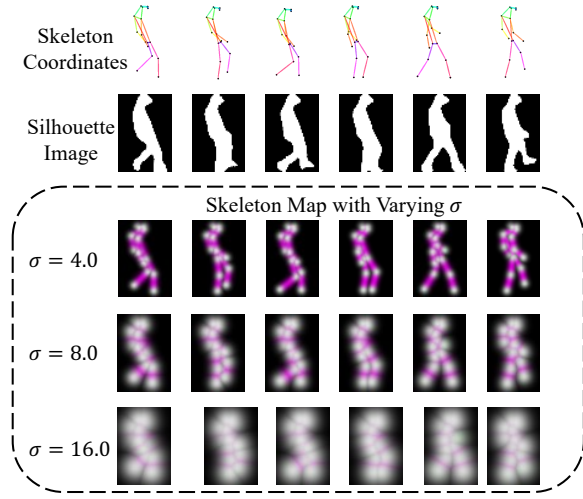 Skeleton
Coordinates
Silhouette
Image
Skeleton Map with Varying σ
σ = 4.0
σ = 8.0
σ = 16.0